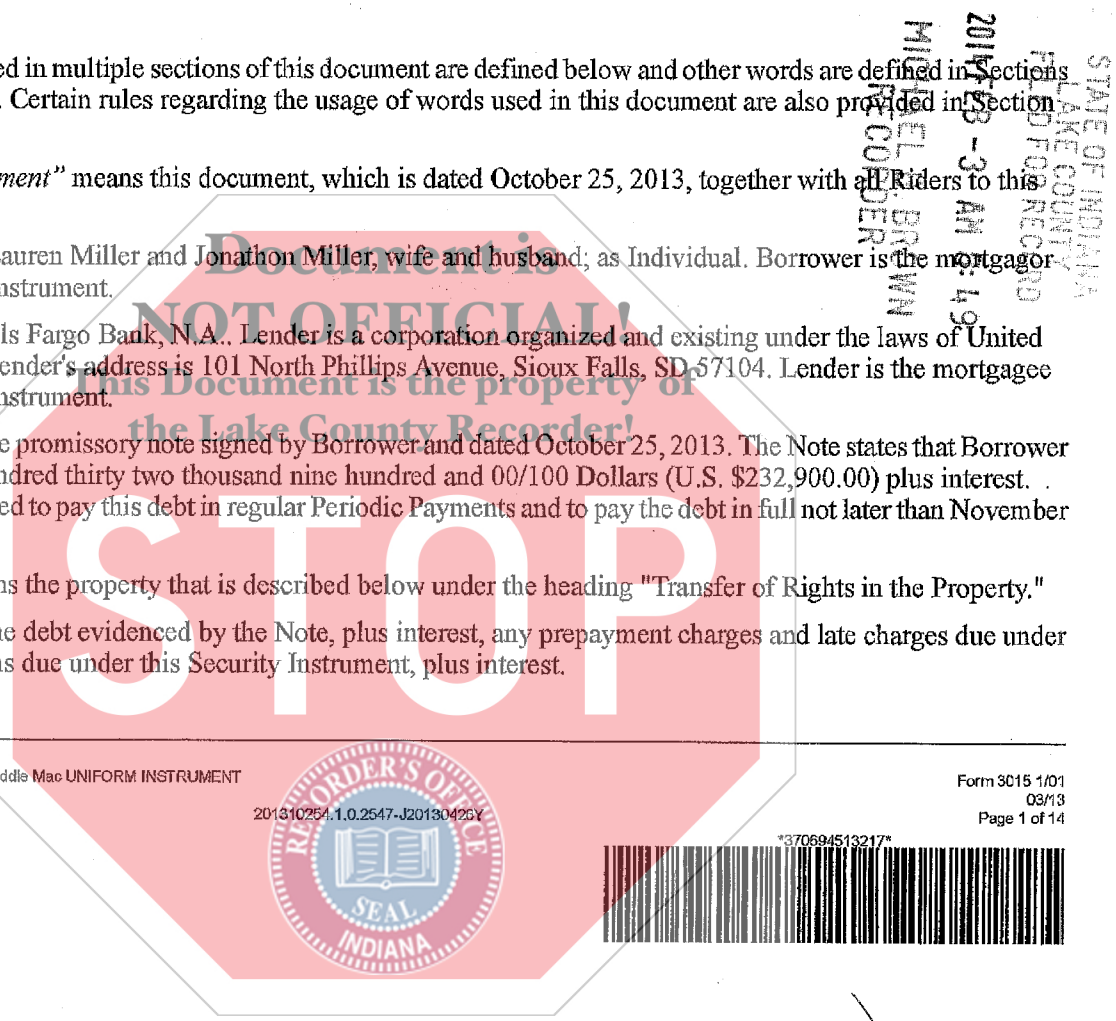 ed in multiple sections of this document are defined below and other words are defined in Sections
. Certain rules regarding the usage of words used in this document are also provided in Section
ment" means this document, which is dated October 25, 2013, together with all Riders to this
auren Miller and Jonathon Miller, wife and husband; as Individual. Borrower is the mortgagor
nstrument.
ls Fargo Bank, N.A.. Lender is a corporation organized and existing under the laws of United
ender's address is 101 North Phillips Avenue, Sioux Falls, SD 57104. Lender is the mortgagee
nstrument.
e promissory note signed by Borrower and dated October 25, 2013. The Note states that Borrower
ndred thirty two thousand nine hundred and 00/100 Dollars (U.S. $232,900.00) plus interest. .
ed to pay this debt in regular Periodic Payments and to pay the debt in full not later than November
ns the property that is described below under the heading "Transfer of Rights in the Property."
e debt evidenced by the Note, plus interest, any prepayment charges and late charges due under
ns due under this Security Instrument, plus interest.
ddie Mac UNIFORM INSTRUMENT
201310254.1.0.2547-J20130426Y
Form 3015 1/01
03/13
Page 1 of 14
*370694513217*
Document is
NOT OFFICIAL!
This Document is the property of
the Lake County Recorder!
STOP
RECORDER'S OFFICE
SEAL
INDIANA
STATE OF INDIANA
LAKE COUNTY
FILED FOR RECORD
-3 AM
MICHAEL B. BROWN
RECORDER